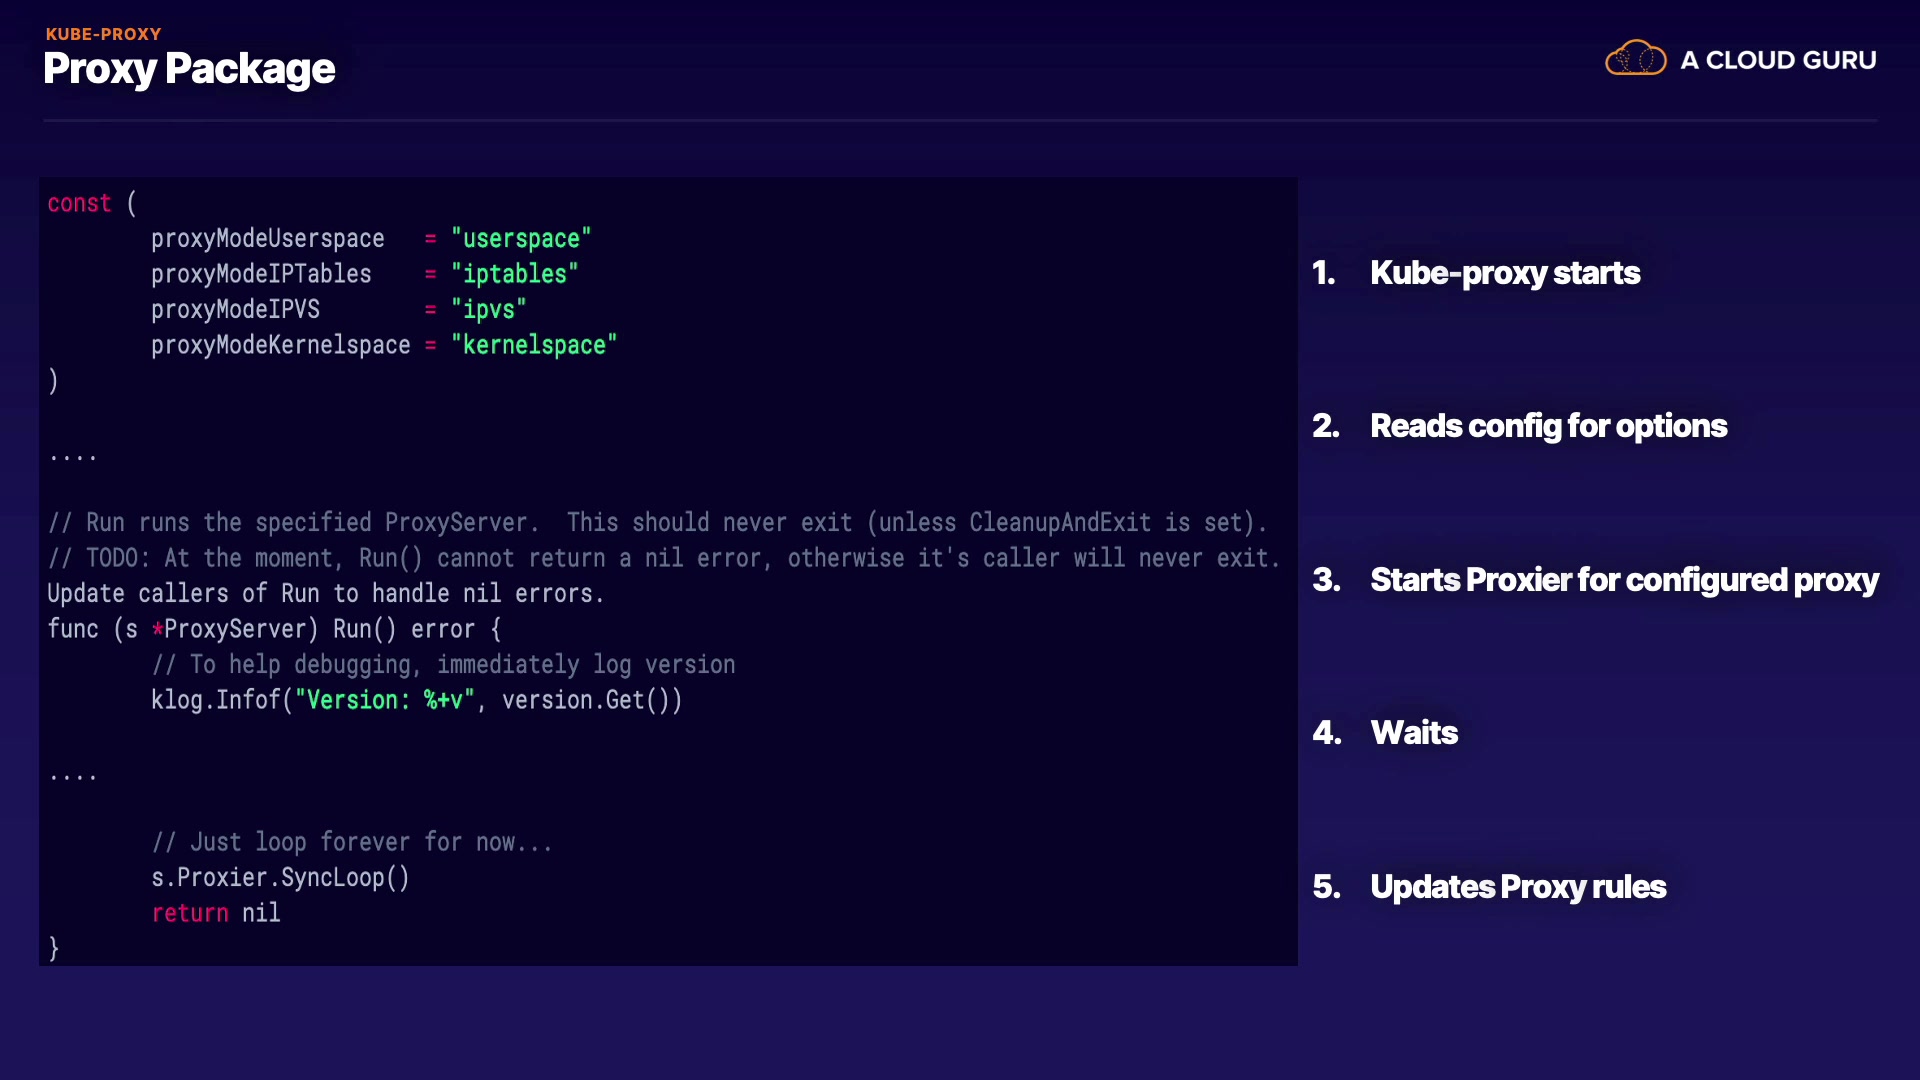 KUBE-PROXY
Proxy Package
A CLOUD GURU
const (
proxyModeUserspace = "userspace"
proxyModeIPTables = "iptables"
proxyModeIPVS = "ipvs"
proxyModeKernelspace = "kernelspace"
)
....
// Run runs the specified ProxyServer. This should never exit (unless CleanupAndExit is set).
// TODO: At the moment, Run() cannot return a nil error, otherwise it's caller will never exit.
Update callers of Run to handle nil errors.
func (s *ProxyServer) Run() error {
// To help debugging, immediately log version
klog.Infof("Version: %+v", version.Get())
....
// Just loop forever for now...
s.Proxier.SyncLoop()
return nil
}
1. Kube-proxy starts
2. Reads config for options
3. Starts Proxier for configured proxy
4. Waits
5. Updates Proxy rules